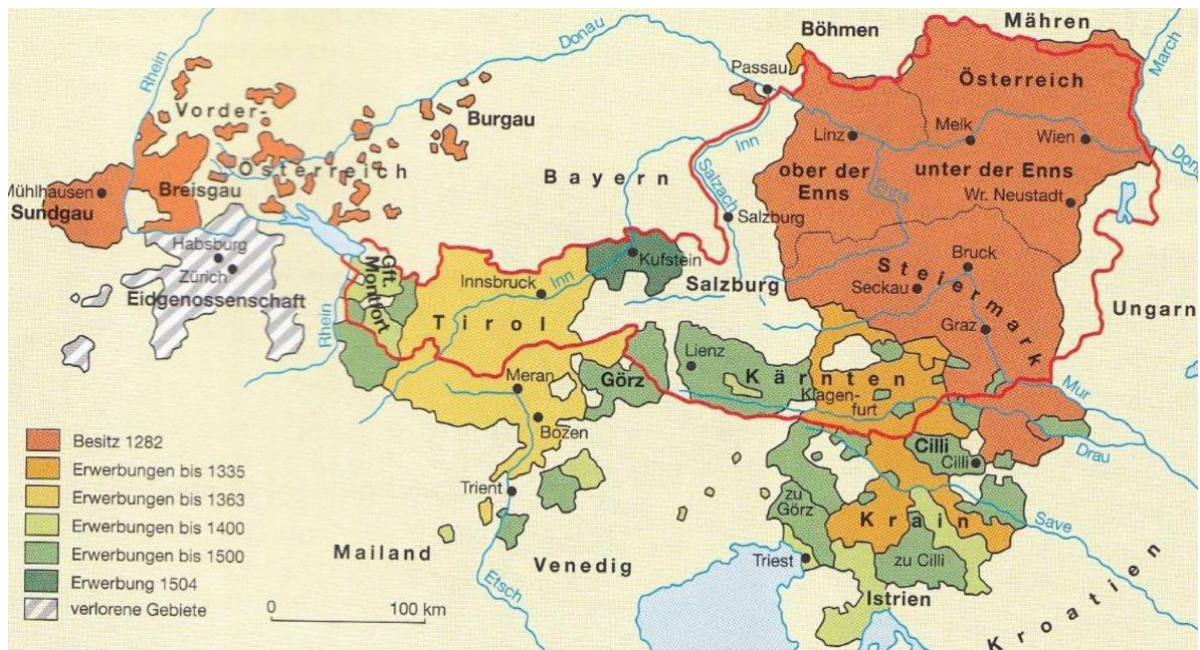 Böhmen
Mähren
Donau
March
Rhein
Passau
Österreich
Vorder-
Burgau
Linz
Melk
Wien
Inn
Donau
Österreich
ober der
Enns
Enns
unter der Enns
Mühlhausen
Sundgau
Breisgau
Bayern
Salzach
Wr. Neustadt
Salzburg
Habsburg
Zürich
Eidgenossenschaft
Gft.
Montfort
Kufstein
Innsbruck
Inn
Salzburg
Bruck
Seckau
Steiermark
Ungarn
Rhein
Tirol
Graz
Lienz
Görz
Kärnten
Meran
Klagen-
furt
Mur
Bozen
Drau
Cilli
Cilli
Trient
zu
Görz
Krain
Save
Mailand
Venedig
Triest
zu Cilli
Etsch
Istrien
Kroatien
Besitz 1282
Erwerbungen bis 1335
Erwerbungen bis 1363
Erwerbungen bis 1400
Erwerbungen bis 1500
Erwerbung 1504
verlorene Gebiete
0 100 km